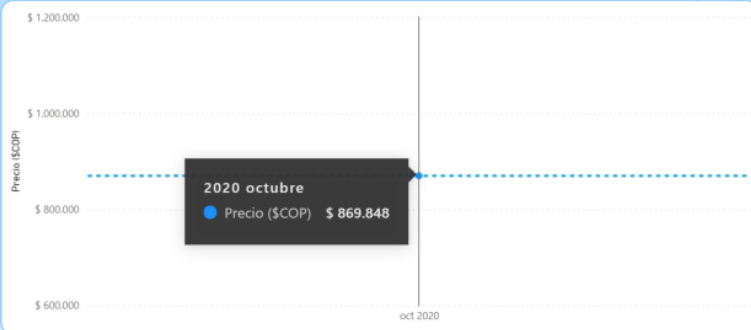 $ 1.200.000
$ 1.000.000
Precio ($COP)
2020 octubre
Precio ($COP) $ 869.848
$ 800.000
$ 600.000
oct 2020